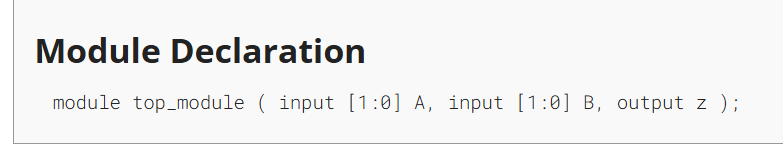 Module Declaration
module top_module ( input [1:0] A, input [1:0] B, output z );